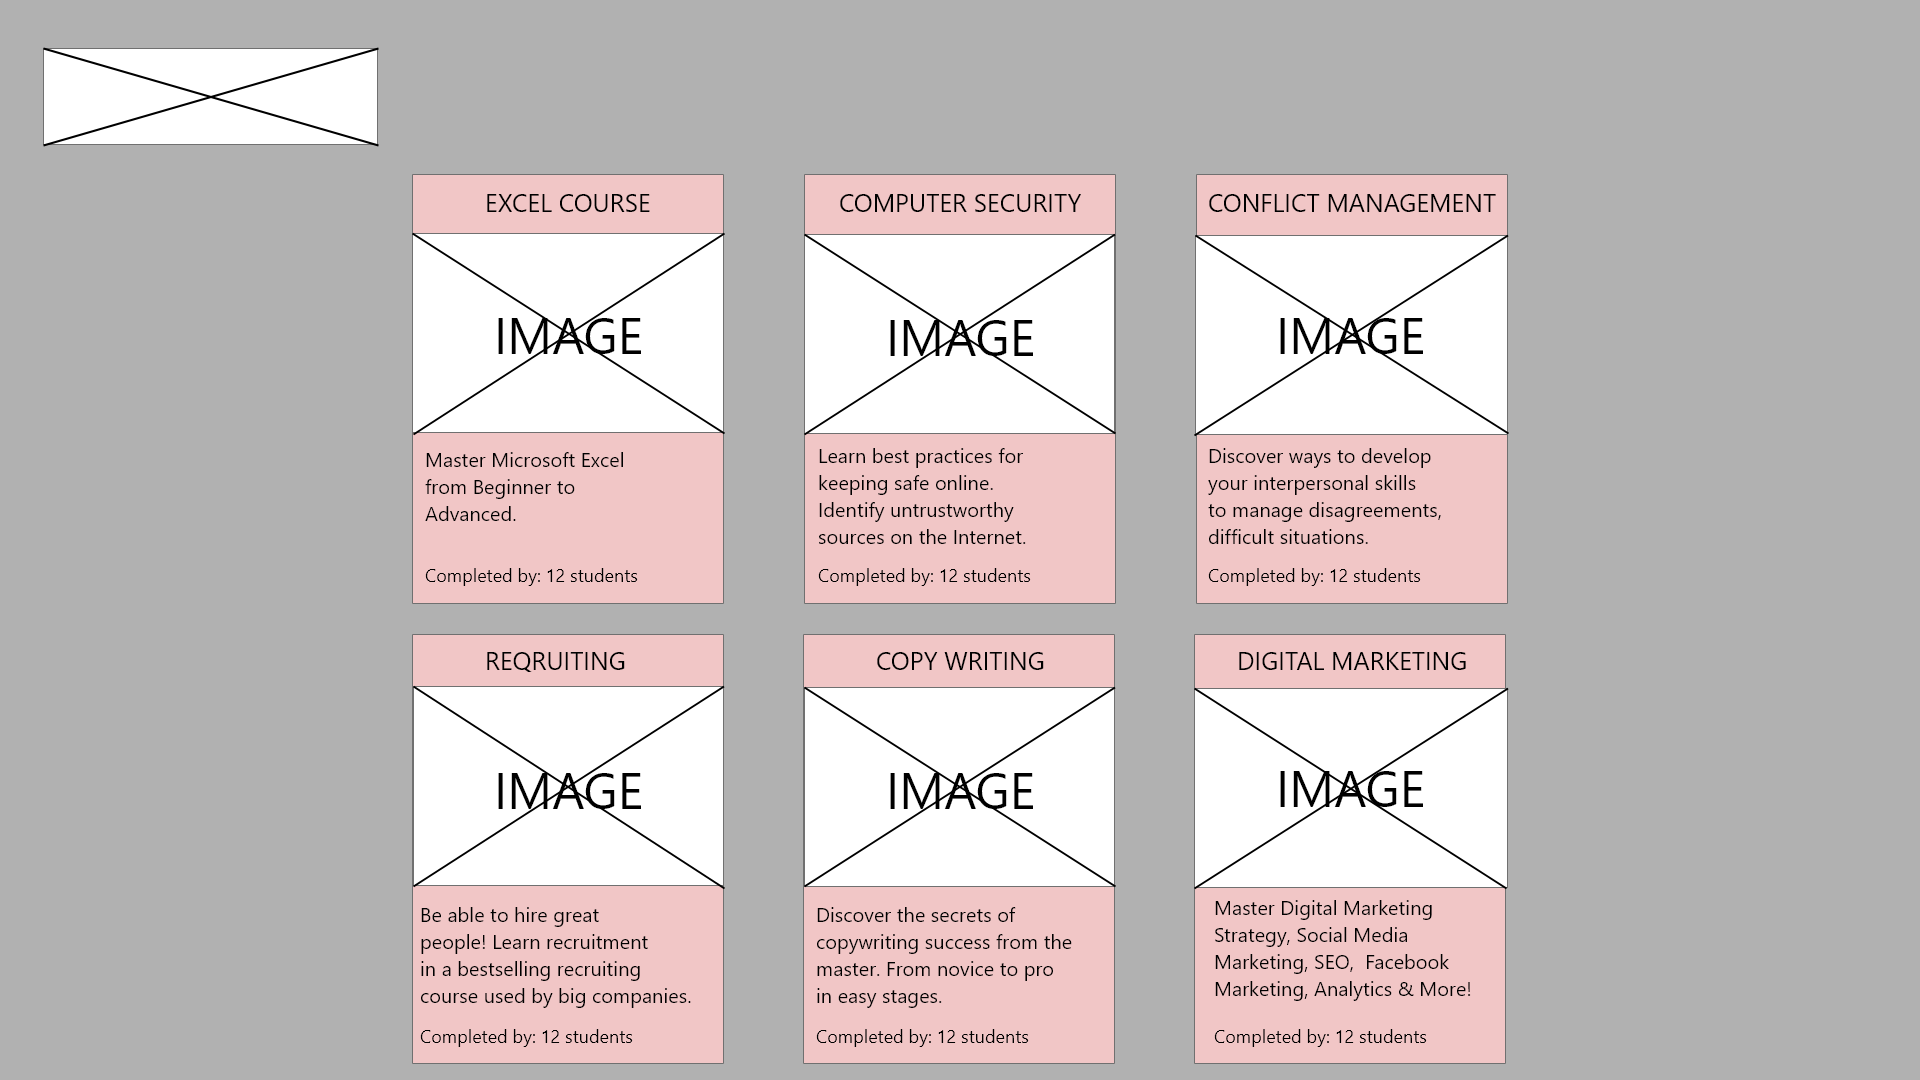 EXCEL COURSE
IMAGE
Master Microsoft Excel
from Beginner to
Advanced.
Completed by: 12 students
COMPUTER SECURITY
IMAGE
Learn best practices for
keeping safe online.
Identify untrustworthy
sources on the Internet.
Completed by: 12 students
CONFLICT MANAGEMENT
IMAGE
Discover ways to develop
your interpersonal skills
to manage disagreements,
difficult situations.
Completed by: 12 students
REQRUITING
IMAGE
Be able to hire great
people! Learn recruitment
in a bestselling recruiting
course used by big companies.
Completed by: 12 students
COPY WRITING
IMAGE
Discover the secrets of
copywriting success from the
master. From novice to pro
in easy stages.
Completed by: 12 students
DIGITAL MARKETING
IMAGE
Master Digital Marketing
Strategy, Social Media
Marketing, SEO,  Facebook
Marketing, Analytics & More!
Completed by: 12 students